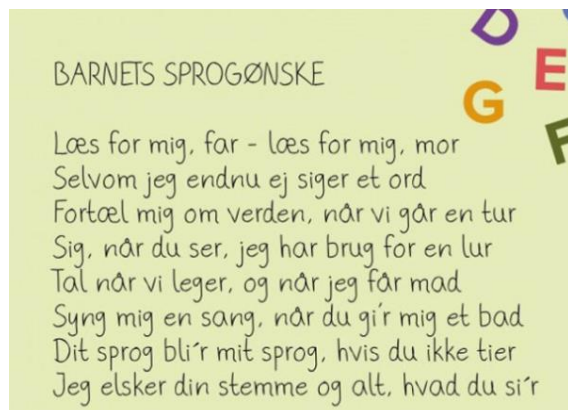 D
E
G
F
BARNETS SPROGØNSKE
Læs for mig, far - læs for mig, mor
Selvom jeg endnu ej siger et ord
Fortæl mig om verden, når vi går en tur
Sig, når du ser, jeg har brug for en lur
Tal når vi leger, og når jeg får mad
Syng mig en sang, når du gi´r mig et bad
Dit sprog bli´r mit sprog, hvis du ikke tier
Jeg elsker din stemme og alt, hvad du si´r